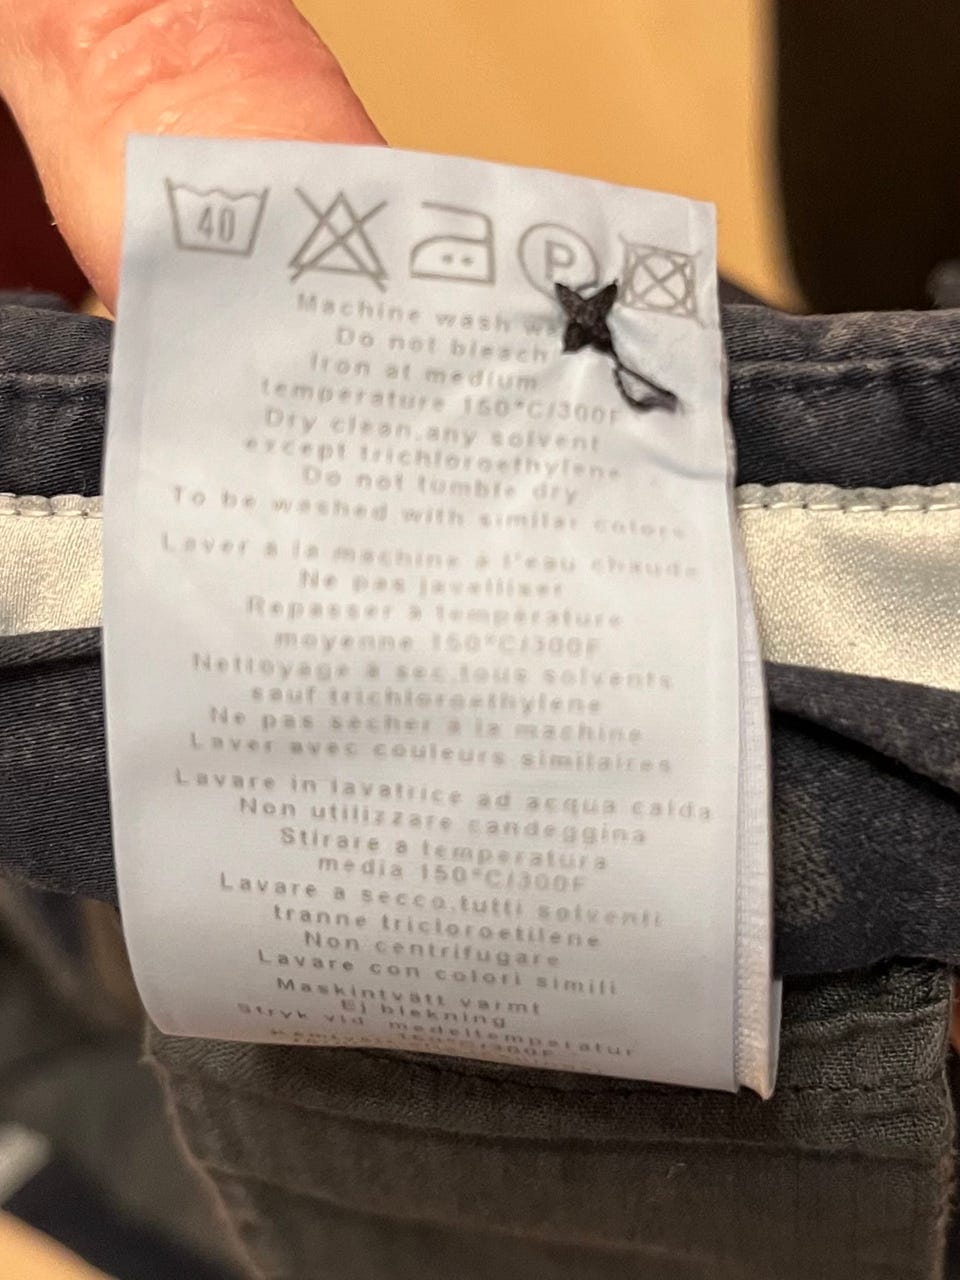 40 P
Machine wash
Do not bleach
Iron at medium
temperature 150°C/300F
Dry clean,any solvent
except trichloroethylene
Do not tumble dry
To be washed with similar colors
Laver à la machine à l'eau chaude
Ne pas javelliser
Repasser à température
moyenne 150°C/300F
Nettoyage à sec,tous solvents
sauf trichloroethylene
Ne pas sécher à la machine
Laver avec couleurs similaires
Lavare in lavatrice ad acqua calda
Non utilizzare candeggina
Stirare a temperatura
media 150°C/300F
Lavare a secco,tutti solventi
tranne tricloroetilene
Non centrifugare
Lavare con colori simili
Maskintvätt varmt
Ej blekning
Stryk vid medeltemperatur